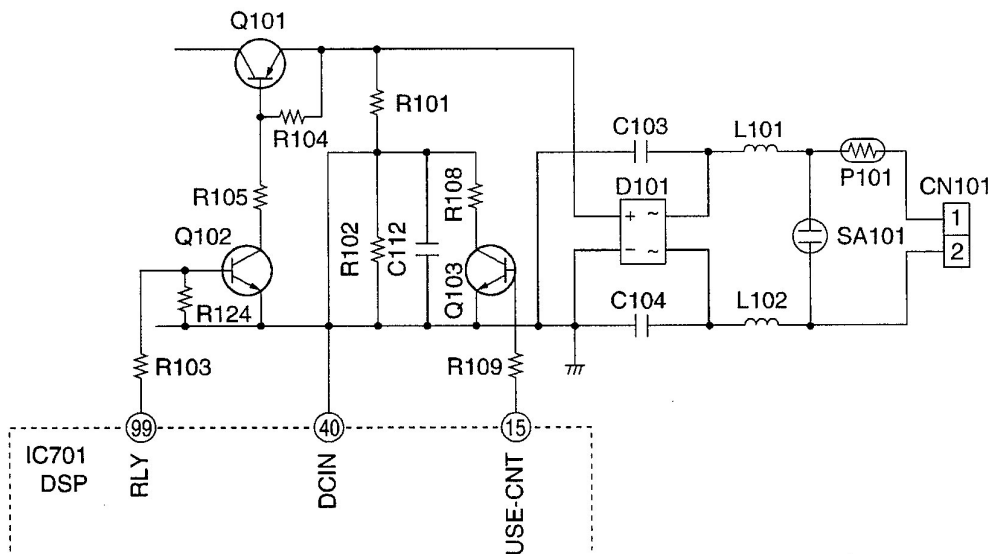 Q101
R101
R104
C103
L101
P101
CN101
1
2
SA101
D101
+ ~
− ~
R105
R108
R102
C112
Q102
Q103
C104
L102
R124
R103
R109
99
40
15
IC701
DSP
RLY
DCIN
USE-CNT